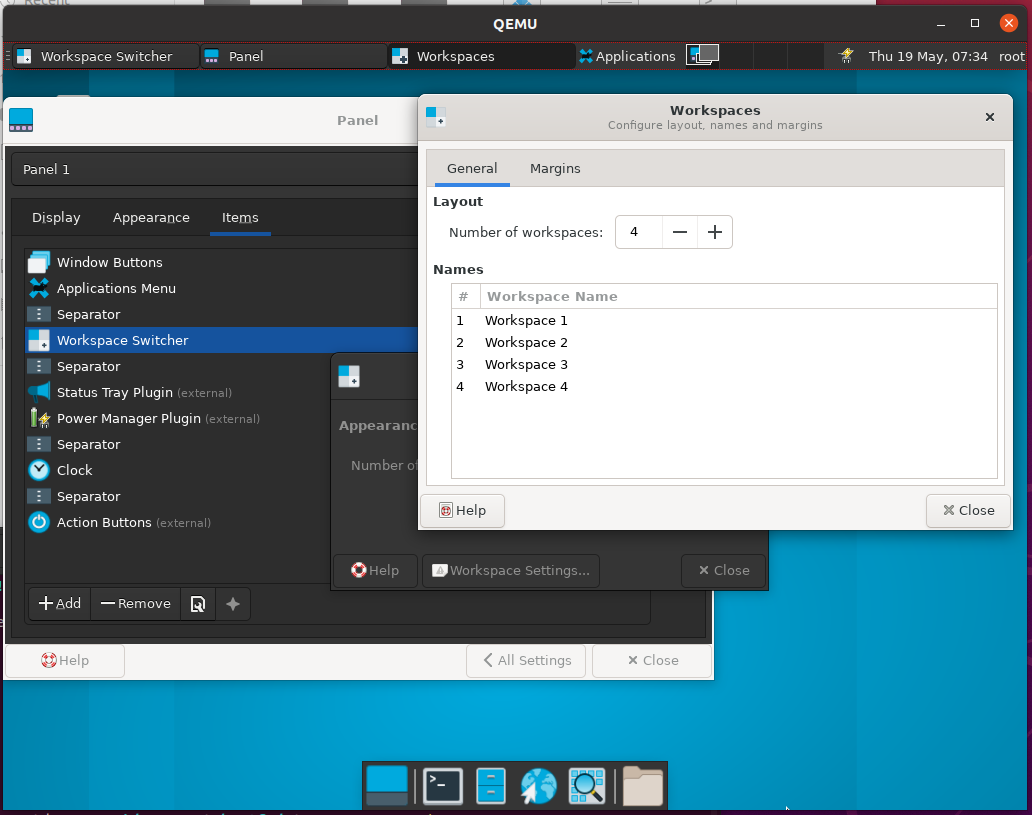 Recent
QEMU
Workspace Switcher
Panel
Workspaces
Applications
Thu 19 May, 07:34
root
Panel
Panel 1
Display
Appearance
Items
Window Buttons
Applications Menu
Separator
Workspace Switcher
Separator
Status Tray Plugin (external)
Power Manager Plugin (external)
Separator
Clock
Separator
Action Buttons (external)
Add
Remove
Help
All Settings
Close
Number of
Help
Workspace Settings...
Close
Workspaces
Configure layout, names and margins
General
Margins
Layout
Number of workspaces: 4
Names
# Workspace Name
1 Workspace 1
2 Workspace 2
3 Workspace 3
4 Workspace 4
Help
Close